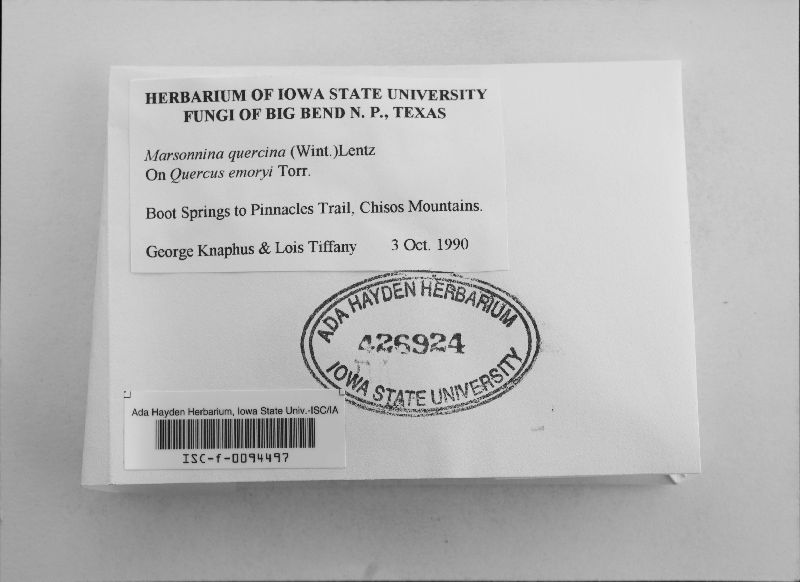 HERBARIUM OF IOWA STATE UNIVERSITY
FUNGI OF BIG BEND N. P., TEXAS
Marsonnina quercina (Wint.)Lentz
On Quercus emoryi Torr.
Boot Springs to Pinnacles Trail, Chisos Mountains.
George Knaphus & Lois Tiffany 3 Oct. 1990
ADA HAYDEN HERBARIUM
426924
IOWA STATE UNIVERSITY
Ada Hayden Herbarium, Iowa State Univ.-ISC/IA
ISC-f-0094497